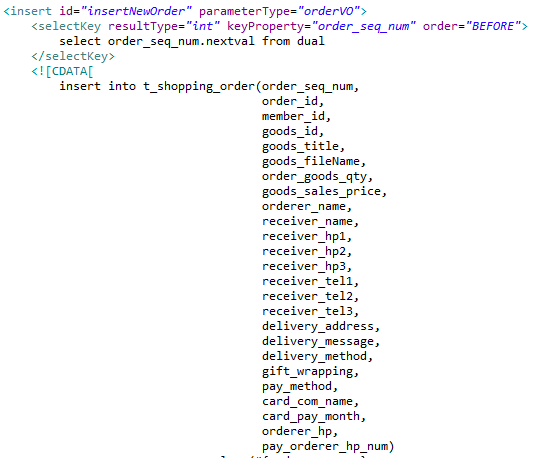 <insert id="insertNewOrder" parameterType="orderVO">
<selectKey resultType="int" keyProperty="order_seq_num" order="BEFORE">
select order_seq_num.nextval from dual
</selectKey>
<![CDATA[
insert into t_shopping_order(order_seq_num,
order_id,
member_id,
goods_id,
goods_title,
goods_fileName,
order_goods_qty,
goods_sales_price,
orderer_name,
receiver_name,
receiver_hp1,
receiver_hp2,
receiver_hp3,
receiver_tel1,
receiver_tel2,
receiver_tel3,
delivery_address,
delivery_message,
delivery_method,
gift_wrapping,
pay_method,
card_com_name,
card_pay_month,
orderer_hp,
pay_orderer_hp_num)